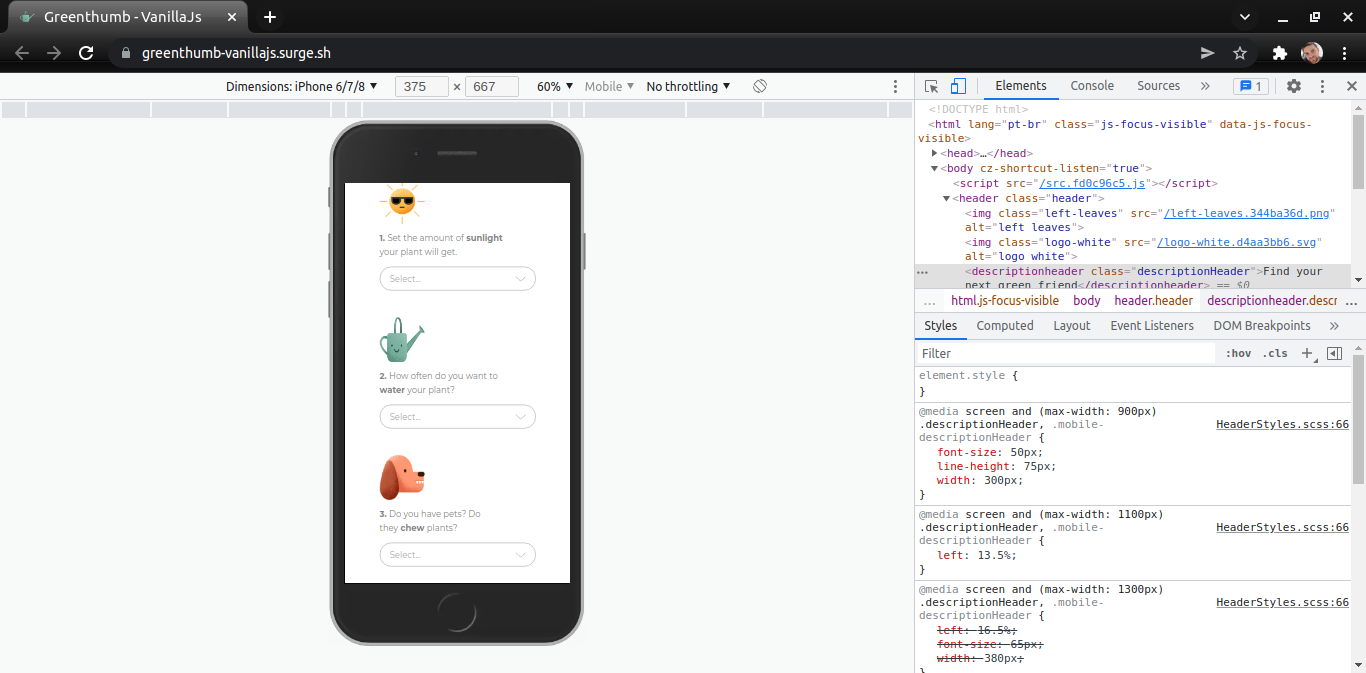 Greenthumb - VanillaJs
greenthumb-vanillajs.surge.sh
Dimensions: iPhone 6/7/8 ▼ 375 × 667 60% ▼ Mobile ▼ No throttling ▼
1. Set the amount of sunlight
your plant will get.
Select...
2. How often do you want to
water your plant?
Select...
3. Do you have pets? Do
they chew plants?
Select...
Elements Console Sources » 1
<!DOCTYPE html>
<html lang="pt-br" class="js-focus-visible" data-js-focus-
visible>
▶<head>…</head>
▼<body cz-shortcut-listen="true">
<script src="/src.fd0c96c5.js"></script>
▼<header class="header">
<img class="left-leaves" src="/left-leaves.344ba36d.png"
alt="left leaves">
<img class="logo-white" src="/logo-white.d4aa3bb6.svg"
alt="logo white">
<descriptionheader class="descriptionHeader">Find your
next green friend</descriptionheader> == $0
... html.js-focus-visible body header.header descriptionheader.descr ...
Styles Computed Layout Event Listeners DOM Breakpoints »
Filter :hov .cls +
element.style {
}
@media screen and (max-width: 900px)
.descriptionHeader, .mobile- HeaderStyles.scss:66
descriptionHeader {
font-size: 50px;
line-height: 75px;
width: 300px;
}
@media screen and (max-width: 1100px)
.descriptionHeader, .mobile- HeaderStyles.scss:66
descriptionHeader {
left: 13.5%;
}
@media screen and (max-width: 1300px)
.descriptionHeader, .mobile- HeaderStyles.scss:66
descriptionHeader {
left: 16.5%;
font-size: 65px;
width: 380px;
}